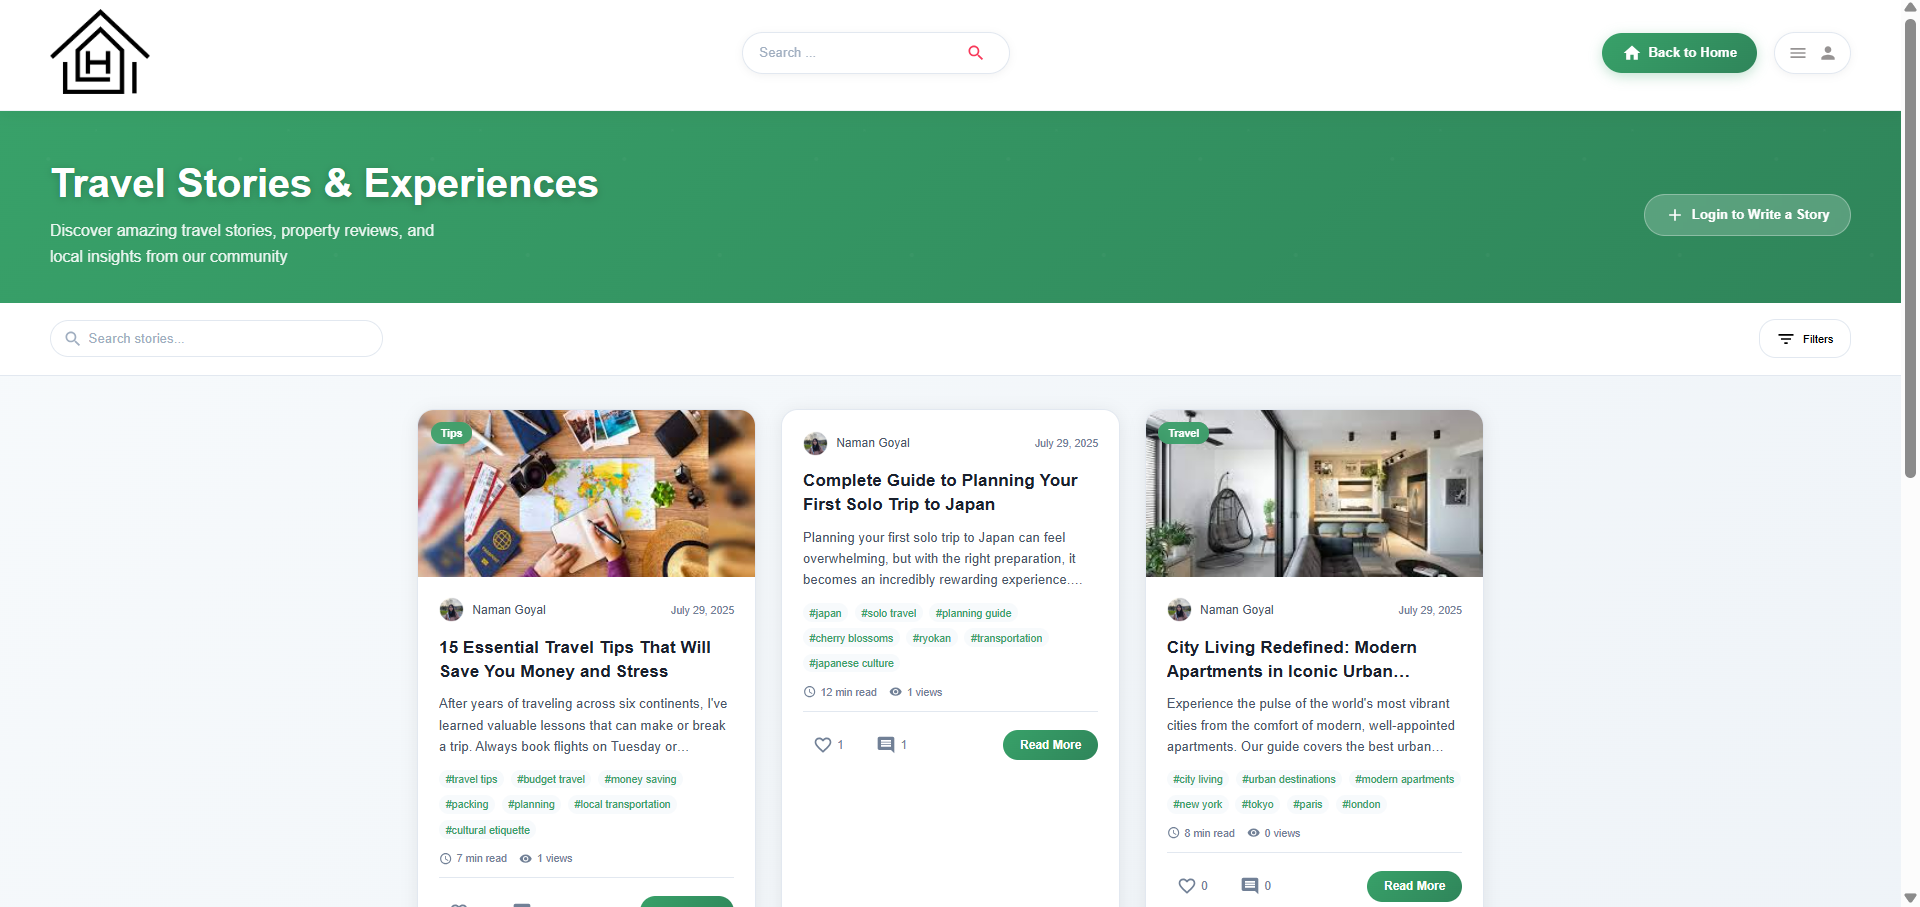 H
Search ...
Back to Home
Travel Stories & Experiences
Discover amazing travel stories, property reviews, and
local insights from our community
Login to Write a Story
Search stories...
Filters
Tips
Naman Goyal
July 29, 2025
15 Essential Travel Tips That Will
Save You Money and Stress
After years of traveling across six continents, I've
learned valuable lessons that can make or break
a trip. Always book flights on Tuesday or...
#travel tips #budget travel #money saving
#packing #planning #local transportation
#cultural etiquette
7 min read 1 views
Naman Goyal
July 29, 2025
Complete Guide to Planning Your
First Solo Trip to Japan
Planning your first solo trip to Japan can feel
overwhelming, but with the right preparation, it
becomes an incredibly rewarding experience....
#japan #solo travel #planning guide
#cherry blossoms #ryokan #transportation
#japanese culture
12 min read 1 views
1 1 Read More
Travel
Naman Goyal
July 29, 2025
City Living Redefined: Modern
Apartments in Iconic Urban...
Experience the pulse of the world's most vibrant
cities from the comfort of modern, well-appointed
apartments. Our guide covers the best urban...
#city living #urban destinations #modern apartments
#new york #tokyo #paris #london
8 min read 0 views
0 0 Read More